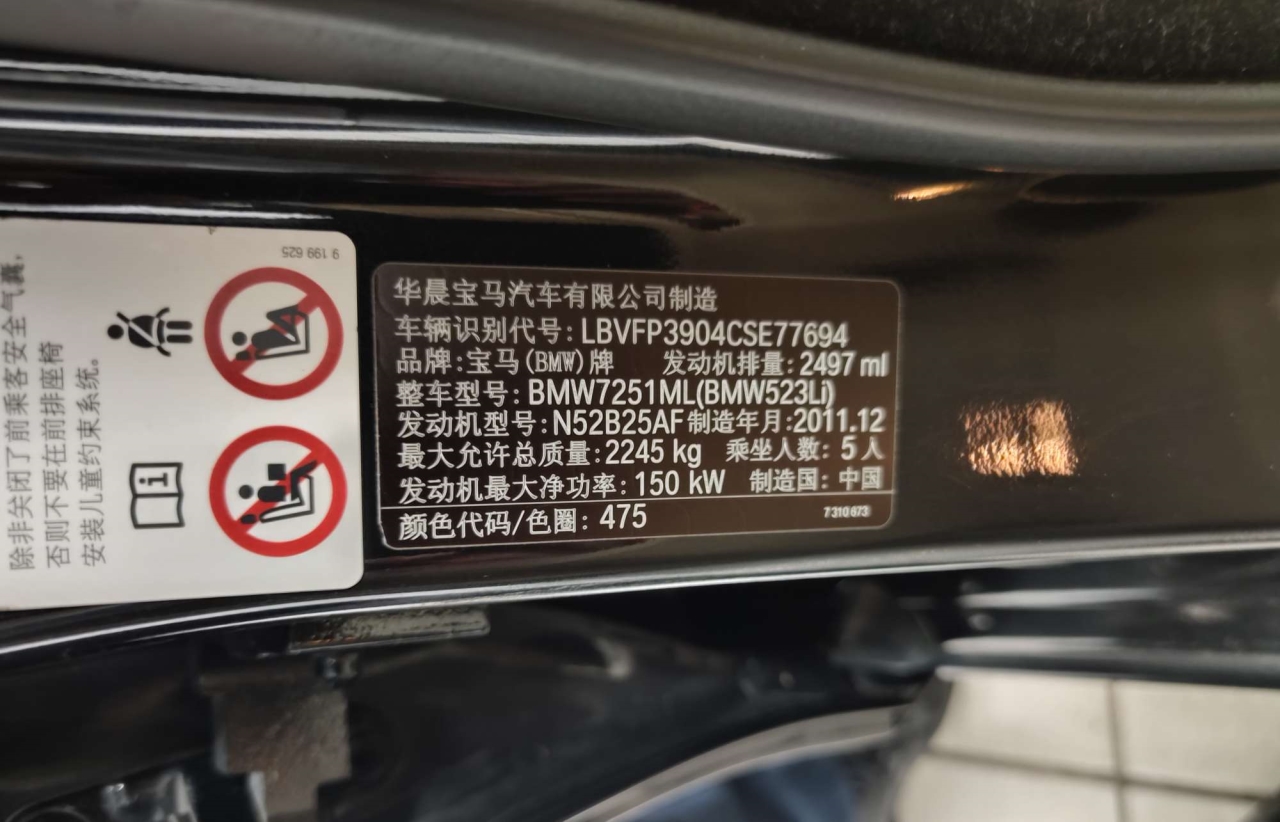 9 199 625
除非关闭了前乘客安全气囊,
否则不要在前排座椅
安装儿童约束系统。
华晨宝马汽车有限公司制造
车辆识别代号: LBVFP3904CSE77694
品牌: 宝马(BMW)牌 发动机排量: 2497 ml
整车型号: BMW7251ML(BMW523Li)
发动机型号: N52B25AF 制造年月: 2011.12
最大允许总质量: 2245 kg 乘坐人数: 5 人
发动机最大净功率: 150 kW 制造国: 中国
颜色代码/色圈: 475 7310673